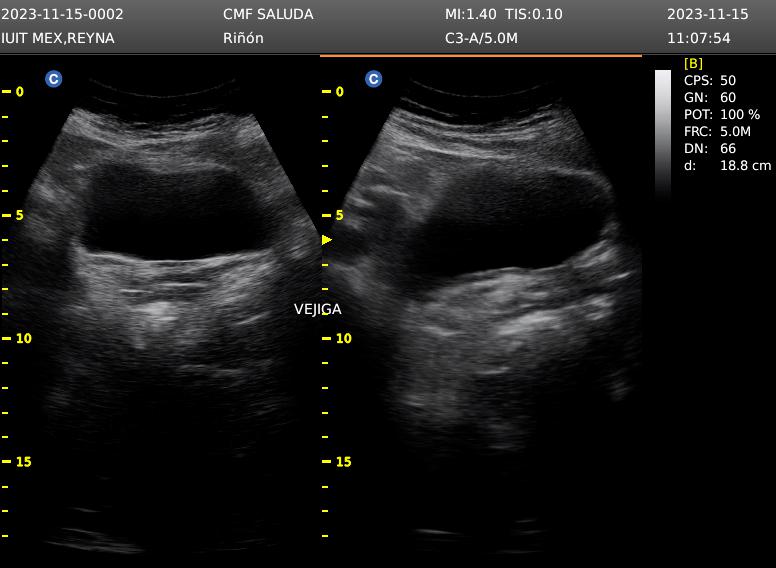 2023-11-15-0002 CMF SALUDA MI:1.40 TIS:0.10 2023-11-15
IUIT MEX,REYNA Riñón C3-A/5.0M 11:07:54
C
C
[B]
CPS: 50
GN: 60
POT: 100 %
FRC: 5.0M
DN: 66
d: 18.8 cm
0
5
10
15
0
5
10
15
VEJIGA